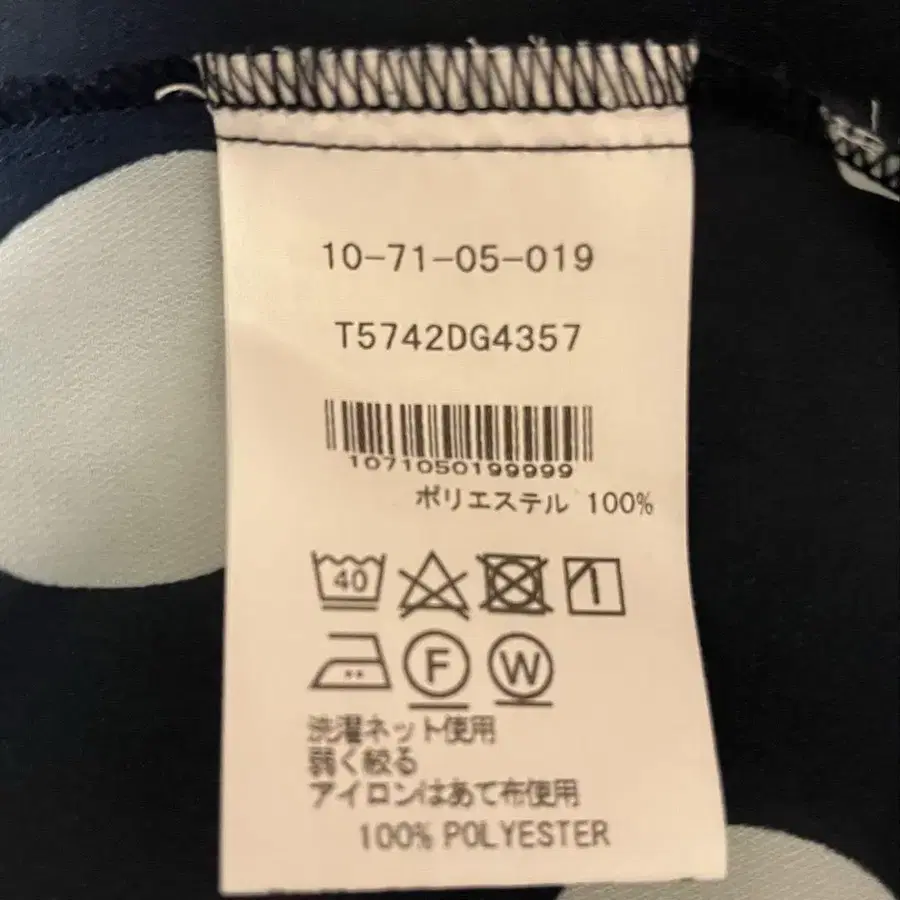 10-71-05-019
T5742DG4357
1071050199999
ポリエステル 100%
40
F W
洗濯ネット使用
弱く絞る
アイロンはあて布使用
100% POLYESTER